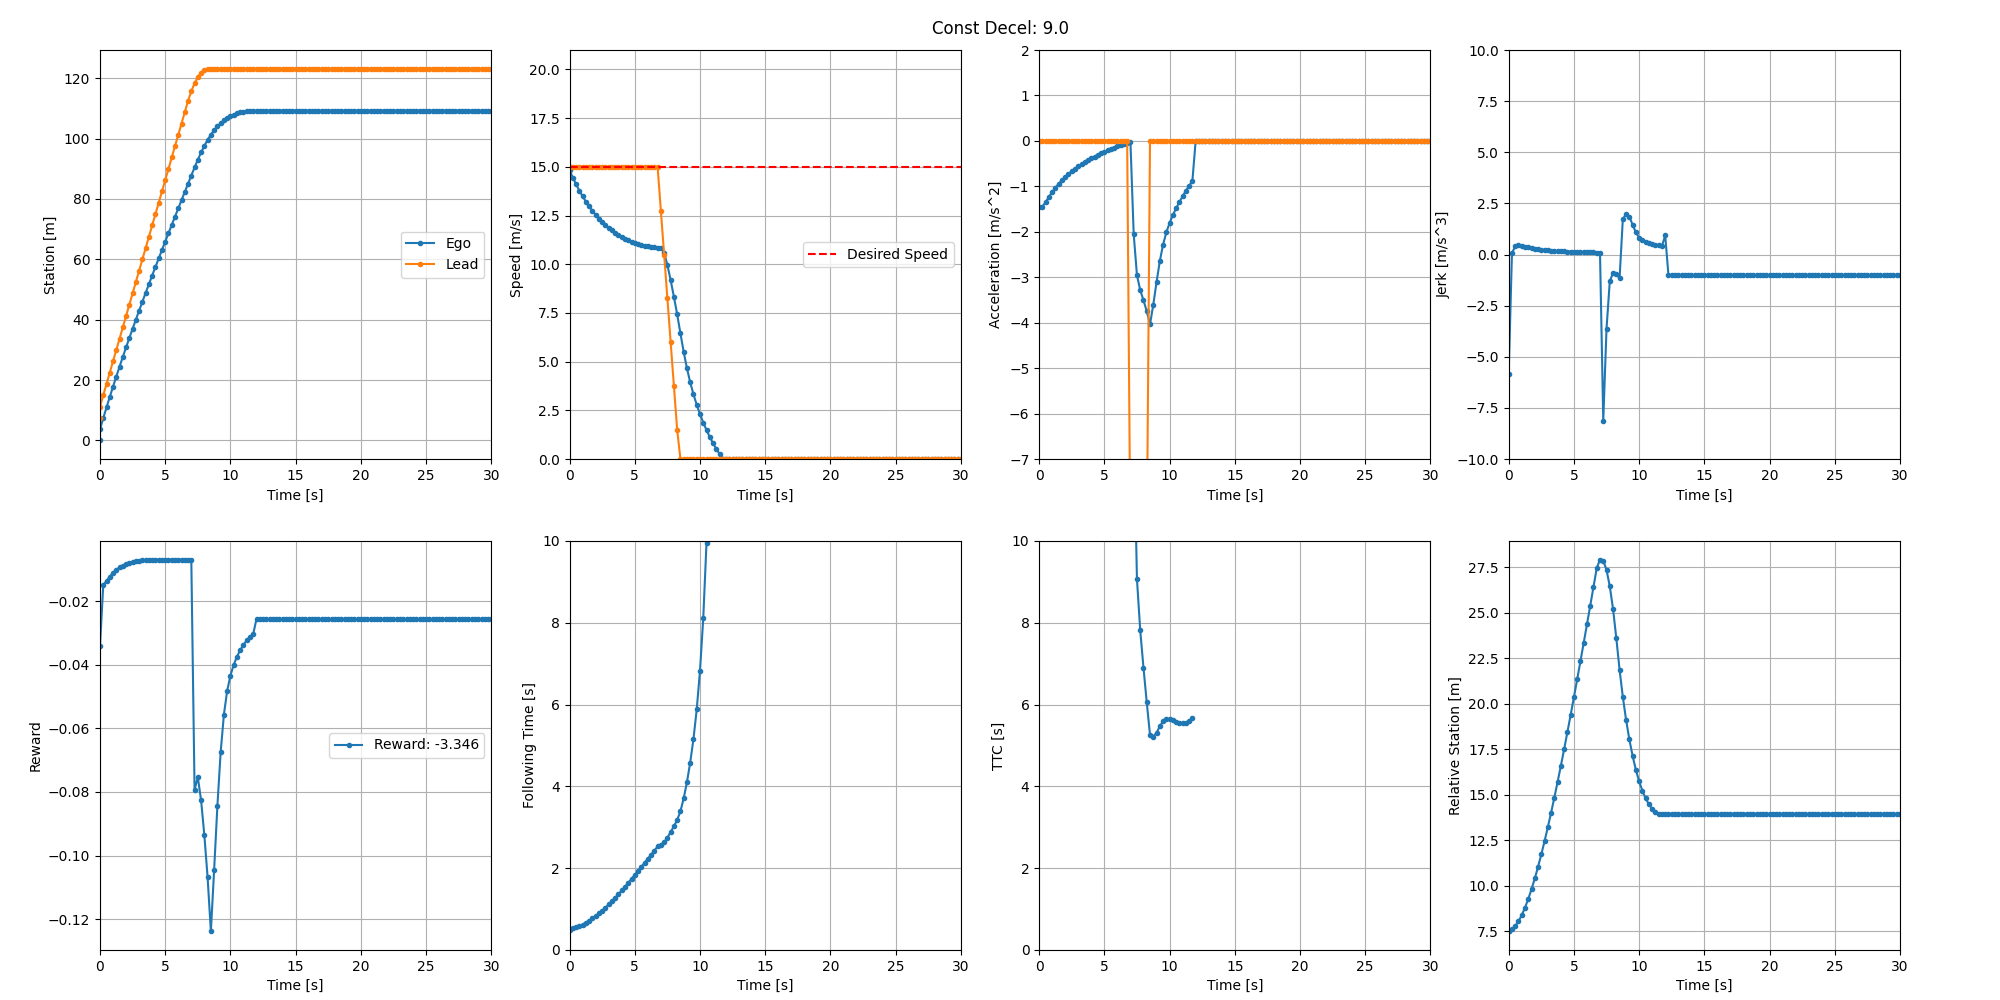 Const Decel: 9.0
Station [m]
120
100
80
60
40
20
0
Ego
Lead
0 5 10 15 20 25 30
Time [s]
Speed [m/s]
20.0
17.5
15.0
12.5
10.0
7.5
5.0
2.5
0.0
Desired Speed
0 5 10 15 20 25 30
Time [s]
Acceleration [m/s^2]
2
1
0
−1
−2
−3
−4
−5
−6
−7
0 5 10 15 20 25 30
Time [s]
Jerk [m/s^3]
10.0
7.5
5.0
2.5
0.0
−2.5
−5.0
−7.5
−10.0
0 5 10 15 20 25 30
Time [s]
Reward
−0.02
−0.04
−0.06
−0.08
−0.10
−0.12
Reward: -3.346
0 5 10 15 20 25 30
Time [s]
Following Time [s]
10
8
6
4
2
0
0 5 10 15 20 25 30
Time [s]
TTC [s]
10
8
6
4
2
0
0 5 10 15 20 25 30
Time [s]
Relative Station [m]
27.5
25.0
22.5
20.0
17.5
15.0
12.5
10.0
7.5
0 5 10 15 20 25 30
Time [s]